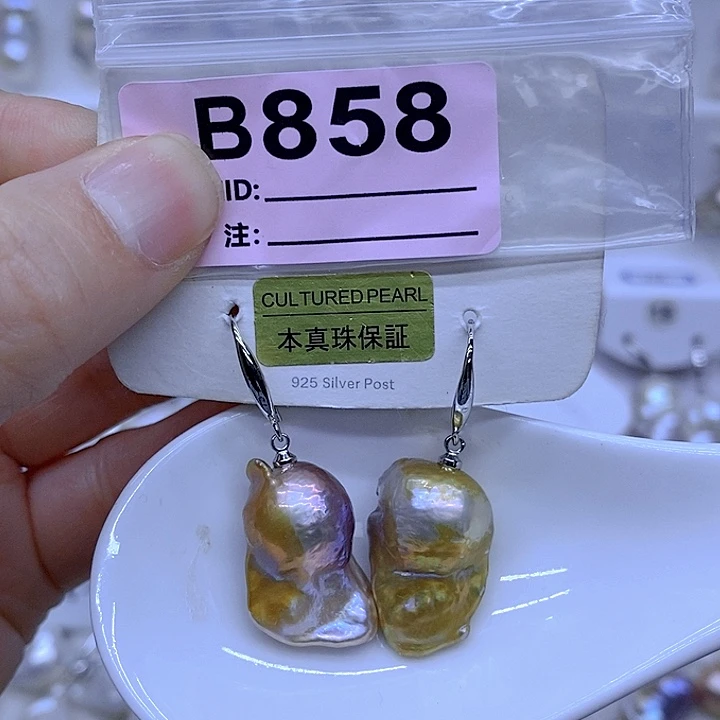 B858
ID:
注:
CULTURED PEARL
本真珠保証
925 Silver Post